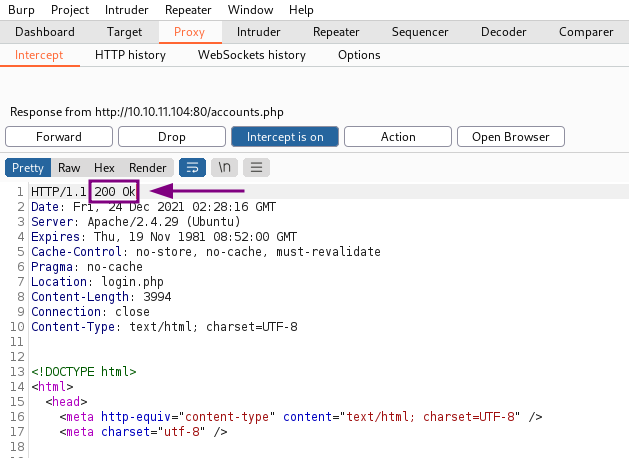 Burp Project Intruder Repeater Window Help
Dashboard Target Proxy Intruder Repeater Sequencer Decoder Comparer
Intercept HTTP history WebSockets history Options
Response from http://10.10.11.104:80/accounts.php
Forward Drop Intercept is on Action Open Browser
Pretty Raw Hex Render \n
1 HTTP/1.1 200 Ok
2 Date: Fri, 24 Dec 2021 02:28:16 GMT
3 Server: Apache/2.4.29 (Ubuntu)
4 Expires: Thu, 19 Nov 1981 08:52:00 GMT
5 Cache-Control: no-store, no-cache, must-revalidate
6 Pragma: no-cache
7 Location: login.php
8 Content-Length: 3994
9 Connection: close
10 Content-Type: text/html; charset=UTF-8
11
12
13 <!DOCTYPE html>
14 <html>
15 <head>
16 <meta http-equiv="content-type" content="text/html; charset=UTF-8" />
17 <meta charset="utf-8" />
18